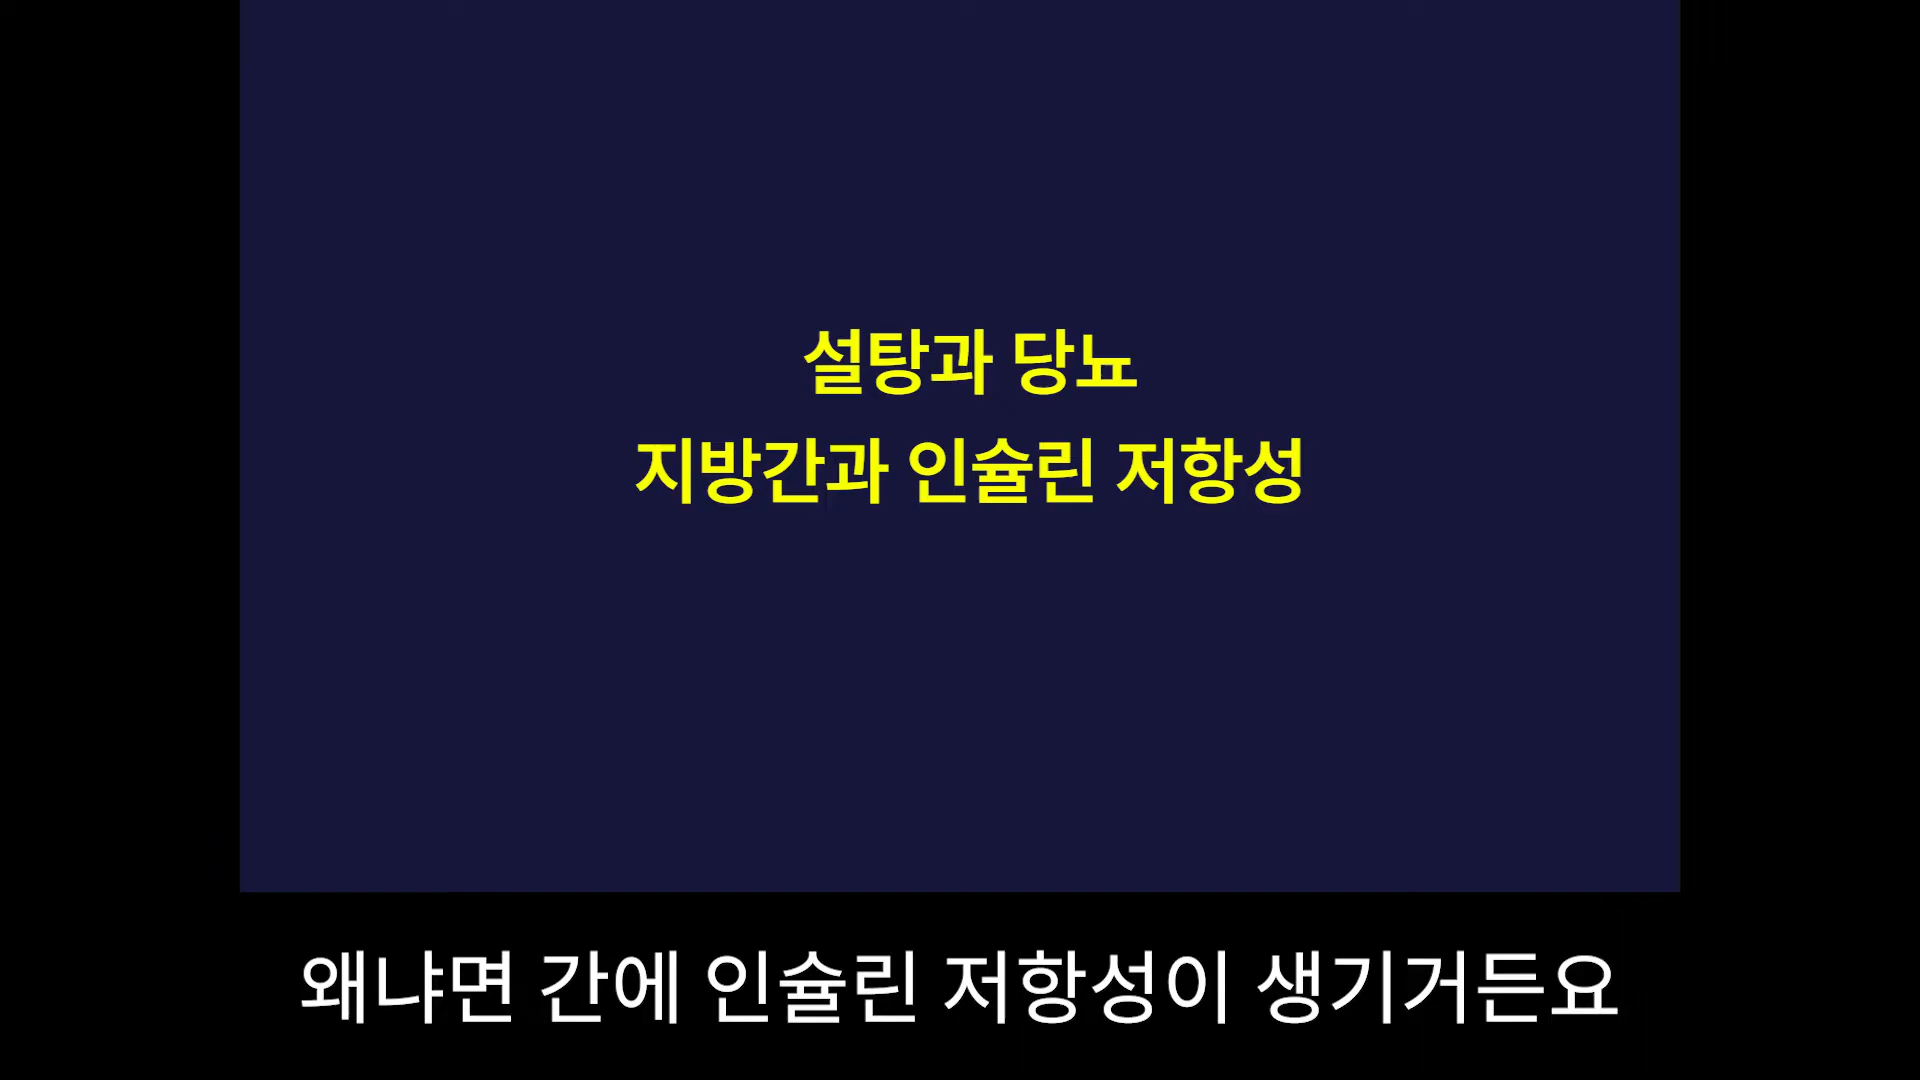 설탕과 당뇨
지방간과 인슐린 저항성
왜냐면 간에 인슐린 저항성이 생기거든요